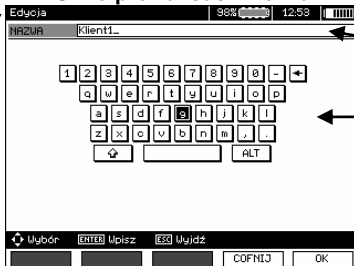 Edycja 98% 12:53
NAZWA Klient1_
1 2 3 4 5 6 7 8 9 0 -
q w e r t y u i o p
a s d f g h j k l
z x c v b n m , .
ALT
Wybór ENTER Wpisz ESC Wyjdź
COFNIJ OK